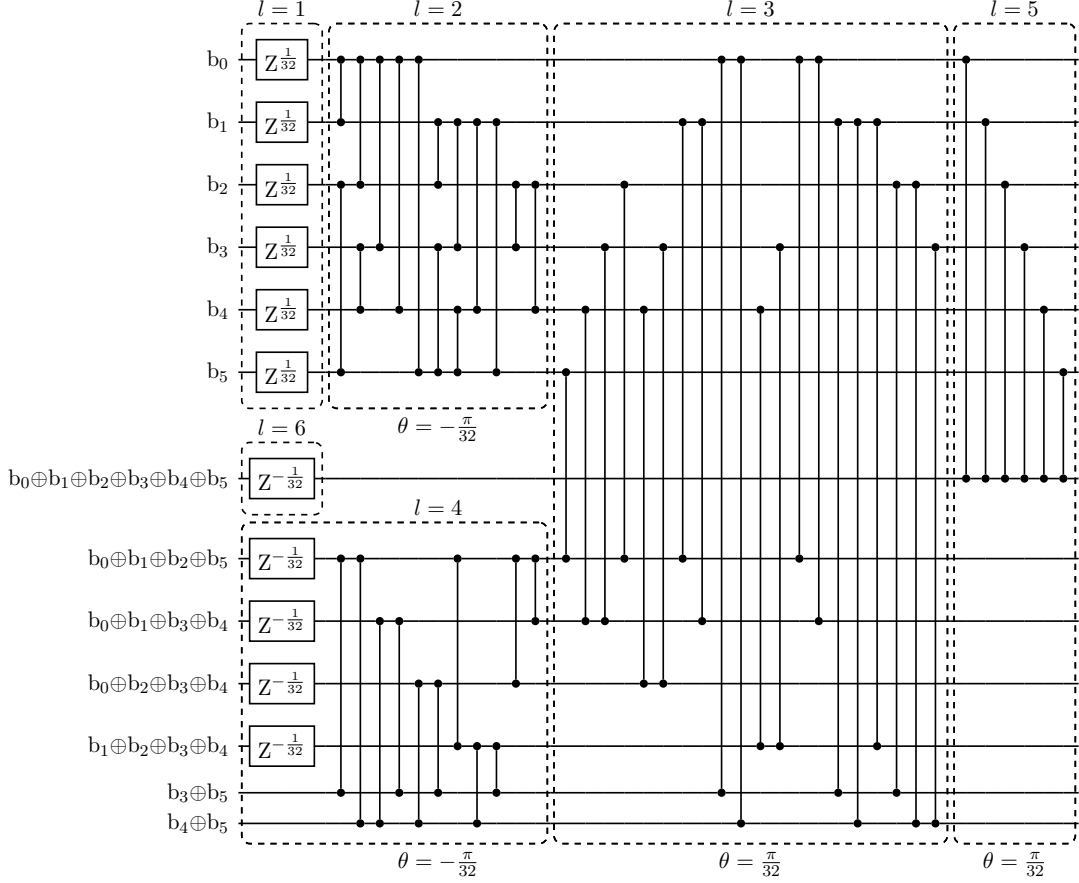 l = 1
l = 2
l = 3
l = 5
b₀ Z^{1/32}
b₁ Z^{1/32}
b₂ Z^{1/32}
b₃ Z^{1/32}
b₄ Z^{1/32}
b₅ Z^{1/32}
θ = −π/32
l = 6
b₀⊕b₁⊕b₂⊕b₃⊕b₄⊕b₅ Z^{−1/32}
l = 4
b₀⊕b₁⊕b₂⊕b₅ Z^{−1/32}
b₀⊕b₁⊕b₃⊕b₄ Z^{−1/32}
b₀⊕b₂⊕b₃⊕b₄ Z^{−1/32}
b₁⊕b₂⊕b₃⊕b₄ Z^{−1/32}
b₃⊕b₅
b₄⊕b₅
θ = −π/32
θ = π/32
θ = π/32